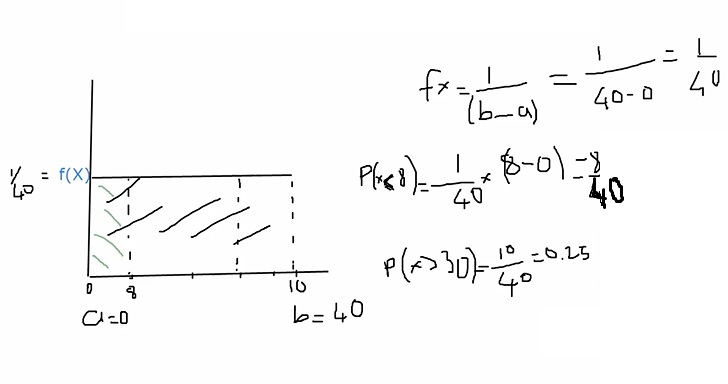 fx = 1/(b-a) = 1/(40-0) = 1/40
1/40 = f(X)
P(x<8) = 1/40 * (8-0) = 8/40
P(x>30) = 10/40 = 0.25
0 8 10
a=0 b=40